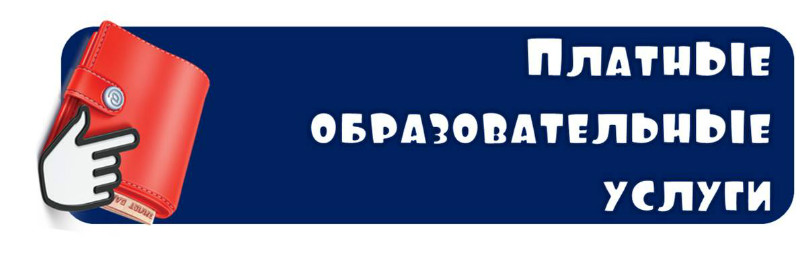 Платные
образовательные
услуги